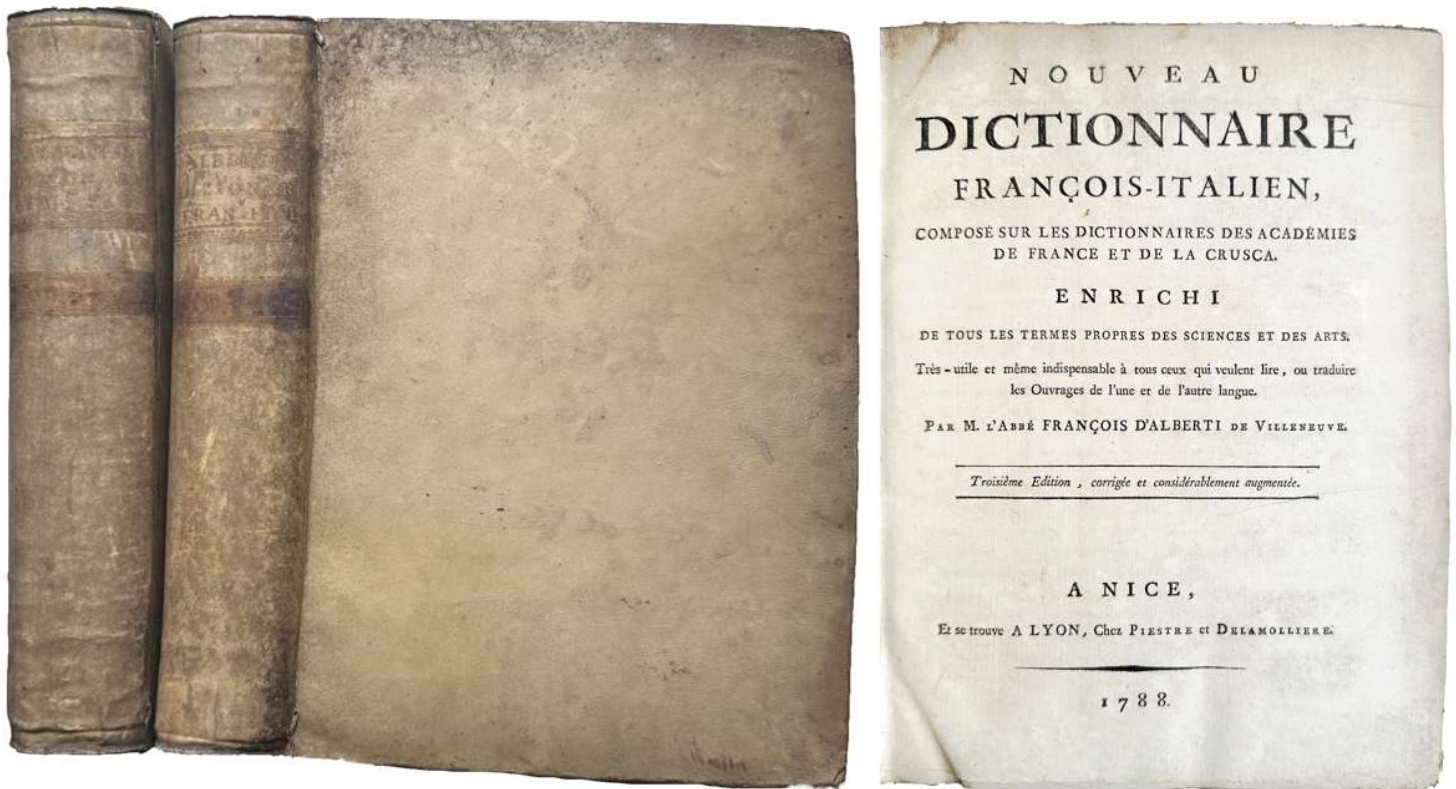 ALB
FRAN
NOUVEAU
DICTIONNAIRE
FRANÇOIS-ITALIEN,
COMPOSÉ SUR LES DICTIONNAIRES DES ACADÉMIES
DE FRANCE ET DE LA CRUSCA.
ENRICHI
DE TOUS LES TERMES PROPRES DES SCIENCES ET DES ARTS.
Très-utile et même indispensable à tous ceux qui veulent lire, ou traduire
les Ouvrages de l'une et de l'autre langue.
PAR M. L'ABBÉ FRANÇOIS D'ALBERTI DE VILLENEUVE.
Troisième Edition, corrigée et considérablement augmentée.
A NICE,
Et se trouve A LYON, Chez PIESTRE et DELAMOLLIERE.
1788.